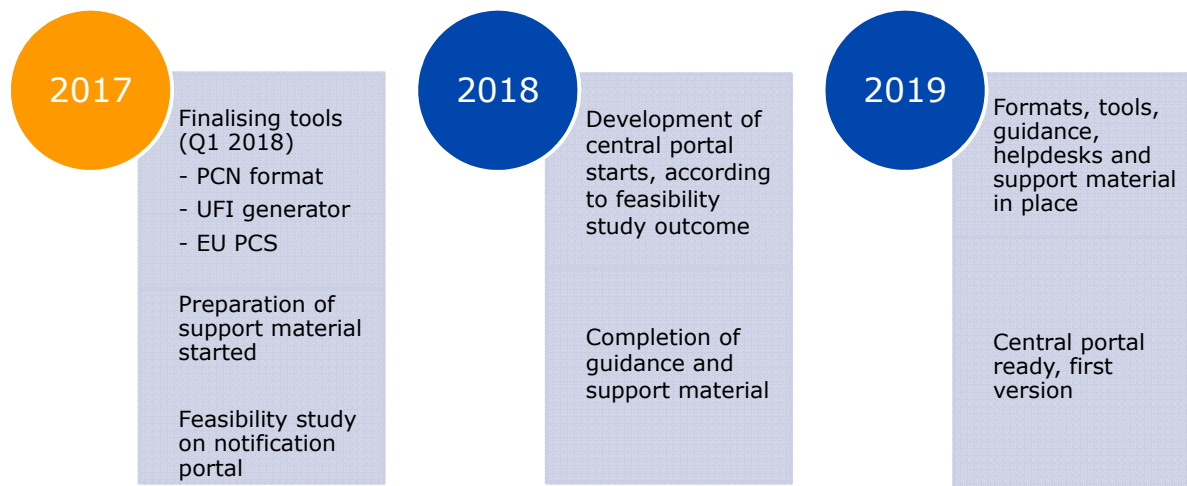 2017
Finalising tools
(Q1 2018)
- PCN format
- UFI generator
- EU PCS
Preparation of
support material
started
Feasibility study
on notification
portal
2018
Development of
central portal
starts, according
to feasibility
study outcome
Completion of
guidance and
support material
2019
Formats, tools,
guidance,
helpdesks and
support material
in place
Central portal
ready, first
version